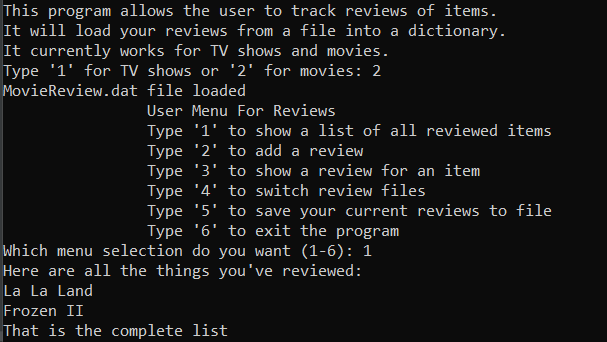 This program allows the user to track reviews of items.
It will load your reviews from a file into a dictionary.
It currently works for TV shows and movies.
Type '1' for TV shows or '2' for movies: 2
MovieReview.dat file loaded
User Menu For Reviews
Type '1' to show a list of all reviewed items
Type '2' to add a review
Type '3' to show a review for an item
Type '4' to switch review files
Type '5' to save your current reviews to file
Type '6' to exit the program
Which menu selection do you want (1-6): 1
Here are all the things you've reviewed:
La La Land
Frozen II
That is the complete list